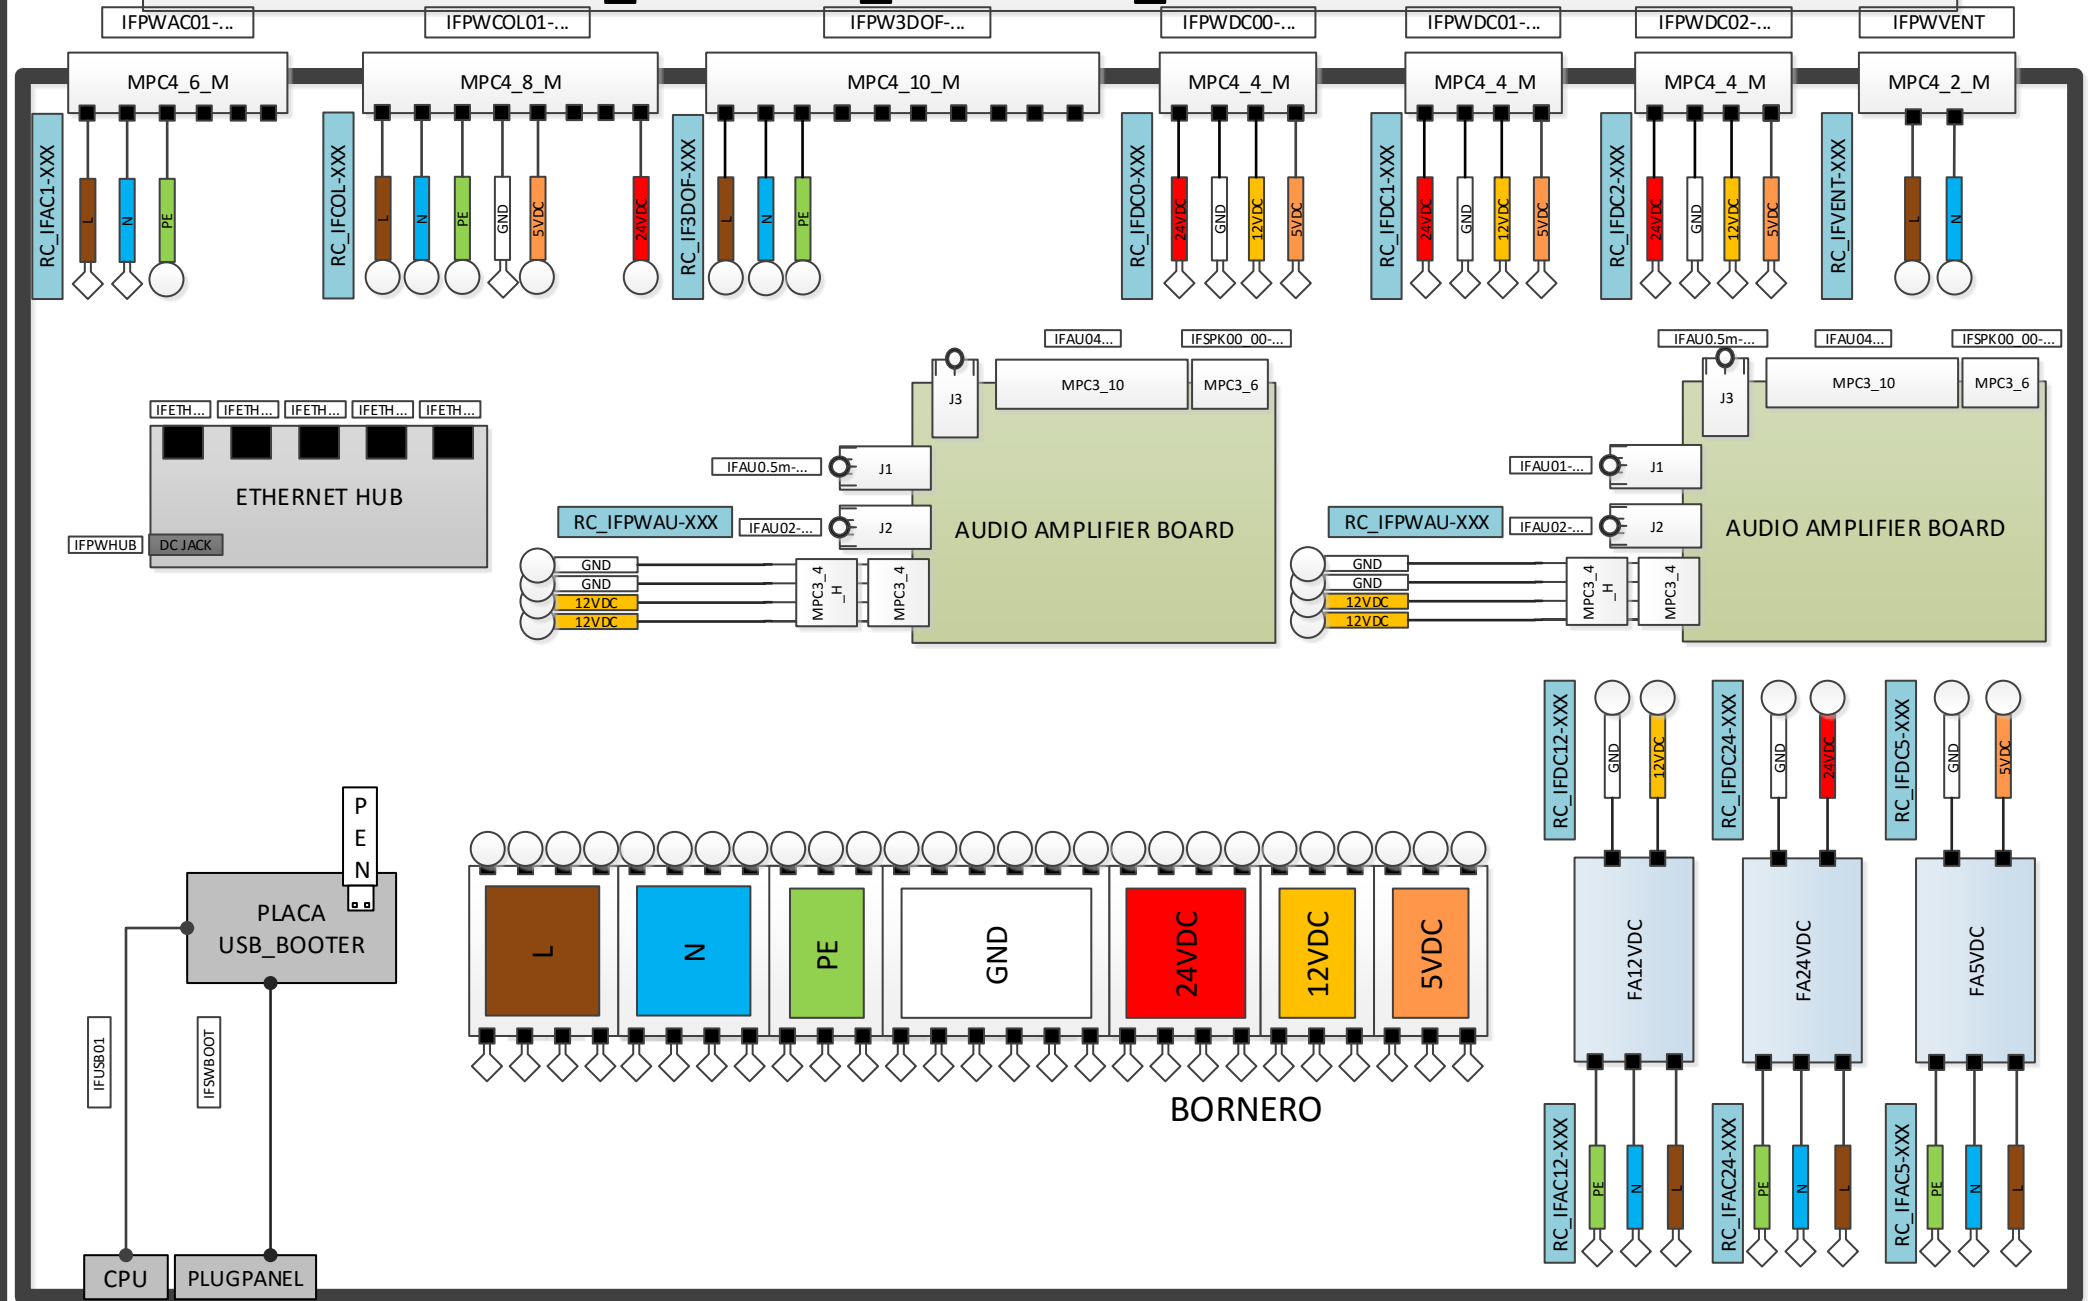 IFPWAC01-...
IFPWCOL01-...
IFPW3DOF-...
IFPWDC00-...
IFPWDC01-...
IFPWDC02-...
IFPWVENT
MPC4_6_M
MPC4_8_M
MPC4_10_M
MPC4_4_M
MPC4_4_M
MPC4_4_M
MPC4_2_M
RC_IFAC1-XXX
L
N
PE
RC_IFCOL-XXX
L
N
PE
GND
5VDC
24VDC
RC_IF3DOF-XXX
L
N
PE
RC_IFDC0-XXX
24VDC
GND
12VDC
5VDC
RC_IFDC1-XXX
24VDC
GND
12VDC
5VDC
RC_IFDC2-XXX
24VDC
GND
12VDC
5VDC
RC_IFVENT-XXX
L
N
IFETH...
IFETH...
IFETH...
IFETH...
IFETH...
ETHERNET HUB
IFPWHUB
DC JACK
IFAU04...
IFSPK00_00-...
J3
MPC3_10
MPC3_6
IFAU0.5m-...
J1
RC_IFPWAU-XXX
IFAU02-...
J2
AUDIO AMPLIFIER BOARD
GND
GND
12VDC
12VDC
MPC3_4
_H
MPC3_4
IFAU0.5m-...
IFAU04...
IFSPK00_00-...
J3
MPC3_10
MPC3_6
IFAU01-...
J1
RC_IFPWAU-XXX
IFAU02-...
J2
AUDIO AMPLIFIER BOARD
GND
GND
12VDC
12VDC
MPC3_4
_H
MPC3_4
RC_IFDC12-XXX
GND
12VDC
RC_IFDC24-XXX
GND
24VDC
RC_IFDC5-XXX
GND
5VDC
P
E
N
PLACA
USB_BOOTER
IFUSB01
IFSWBOOT
CPU
PLUGPANEL
L
N
PE
GND
24VDC
12VDC
5VDC
BORNERO
FA12VDC
FA24VDC
FA5VDC
RC_IFAC12-XXX
PE
N
L
RC_IFAC24-XXX
PE
N
L
RC_IFAC5-XXX
PE
N
L